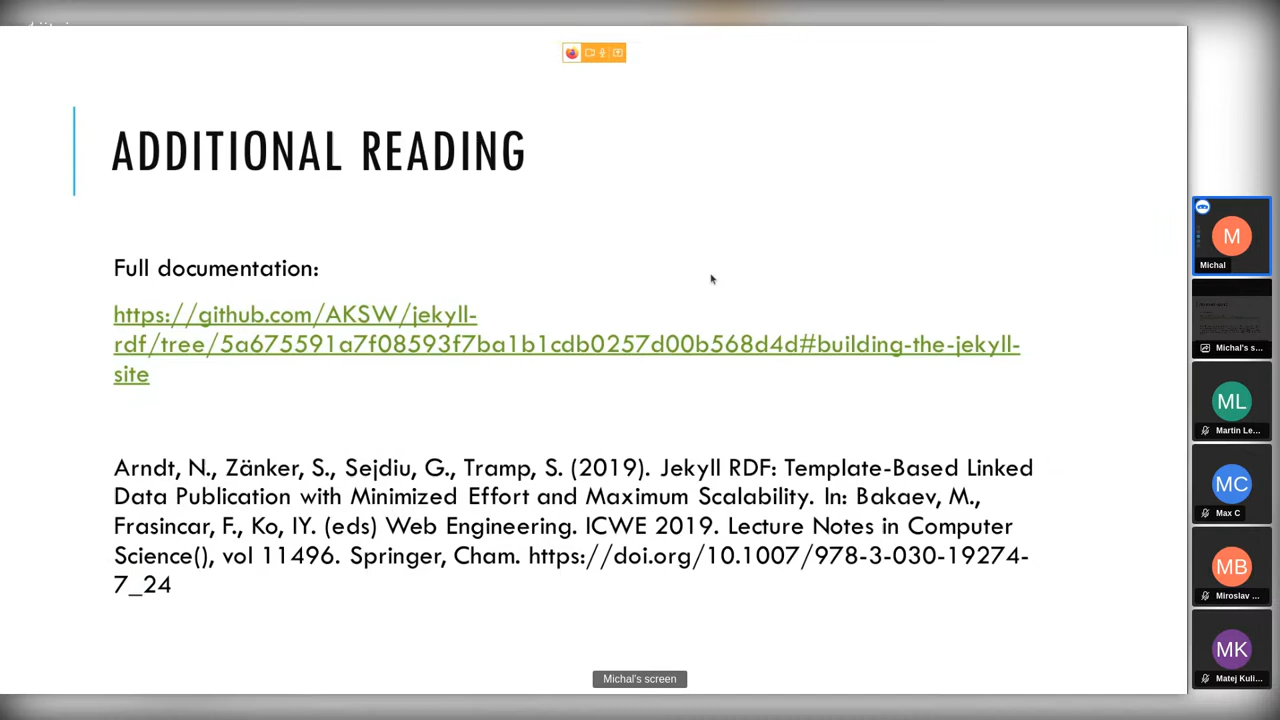 ADDITIONAL READING
Full documentation:
https://github.com/AKSW/jekyll-
rdf/tree/5a675591a7f08593f7ba1b1cdb0257d00b568d4d#building-the-jekyll-
site
Arndt, N., Zänker, S., Sejdiu, G., Tramp, S. (2019). Jekyll RDF: Template-Based Linked
Data Publication with Minimized Effort and Maximum Scalability. In: Bakaev, M.,
Frasincar, F., Ko, IY. (eds) Web Engineering. ICWE 2019. Lecture Notes in Computer
Science(), vol 11496. Springer, Cham. https://doi.org/10.1007/978-3-030-19274-
7_24
Michal's screen
M
Michal
Michal's s...
ML
Martin Le...
MC
Max C
MB
Miroslav ...
MK
Matej Kuli...